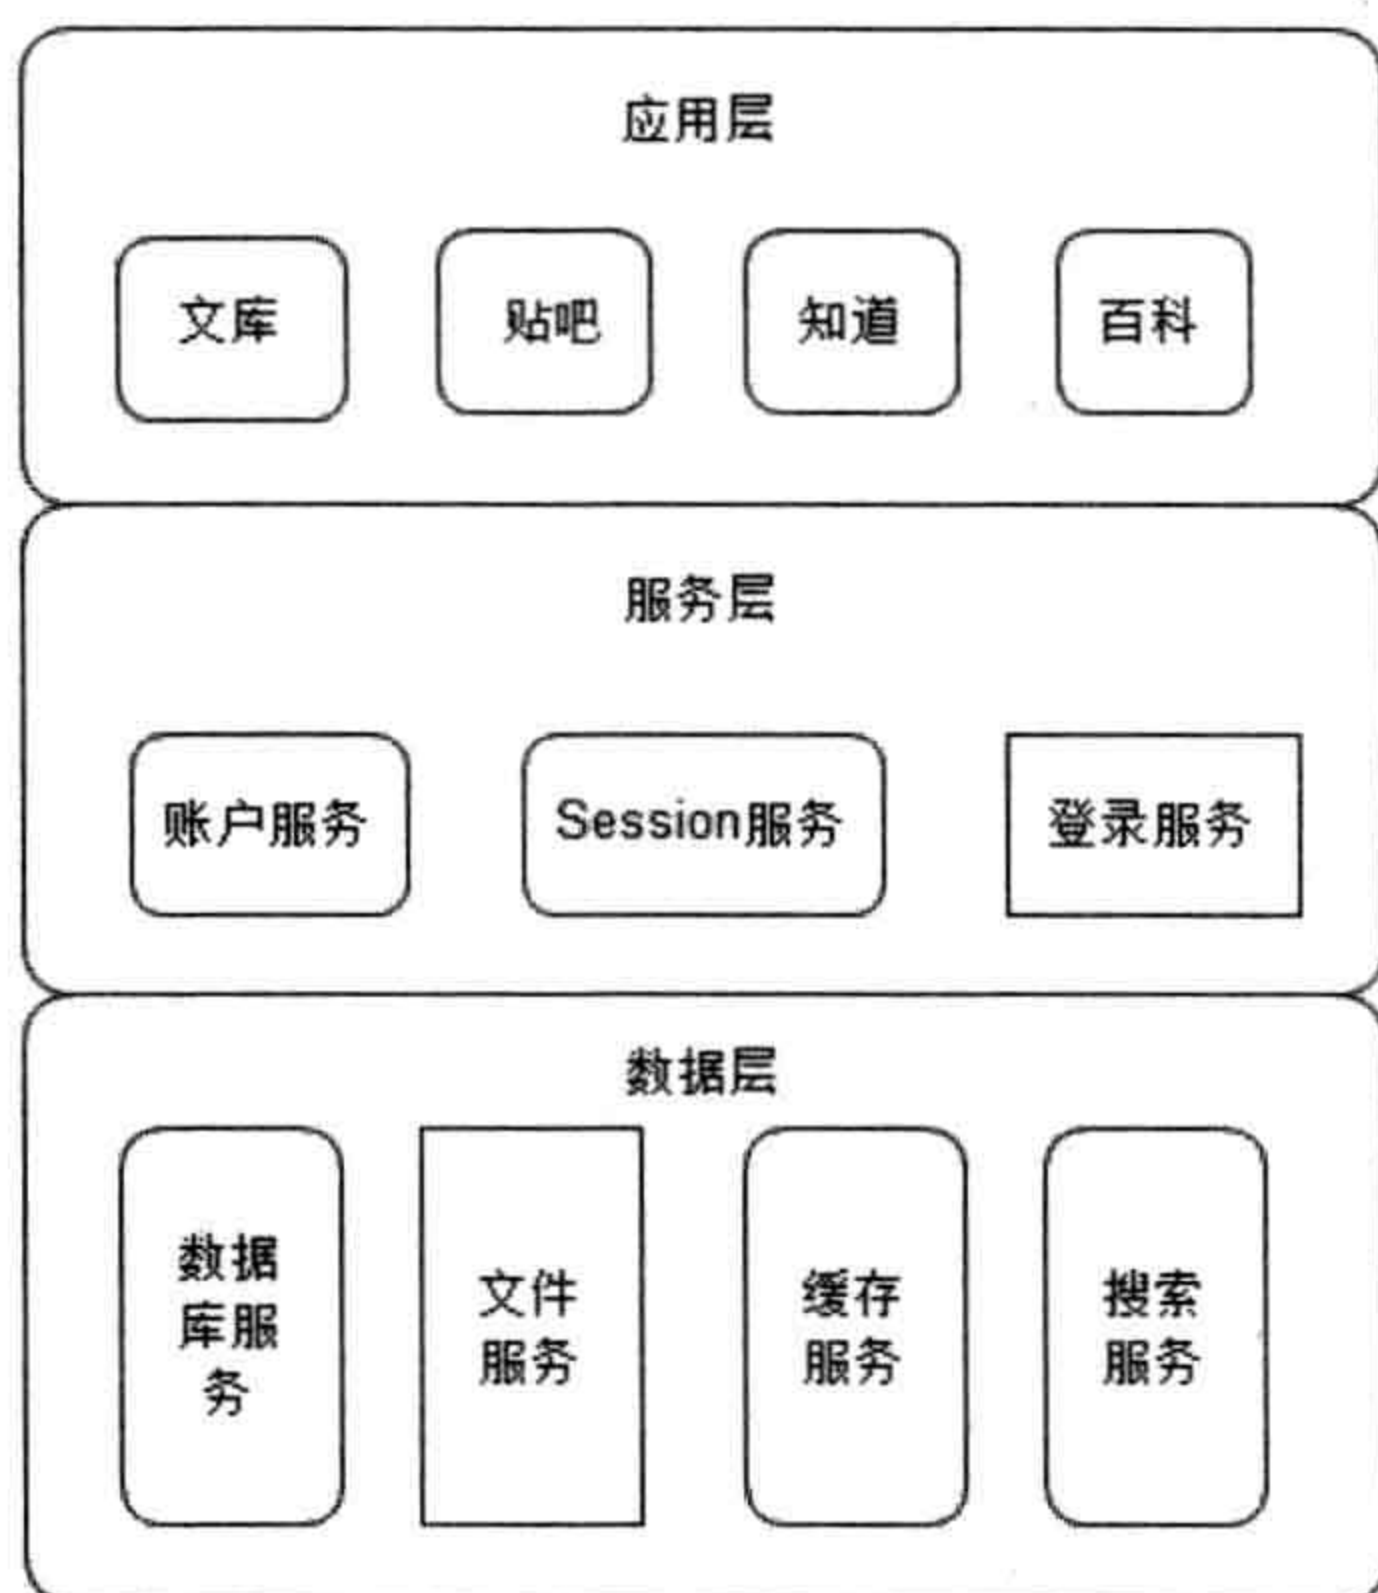 应用层
文库
贴吧
知道
百科
服务层
账户服务
Session服务
登录服务
数据层
数据
库服
务
文件
服务
缓存
服务
搜索
服务